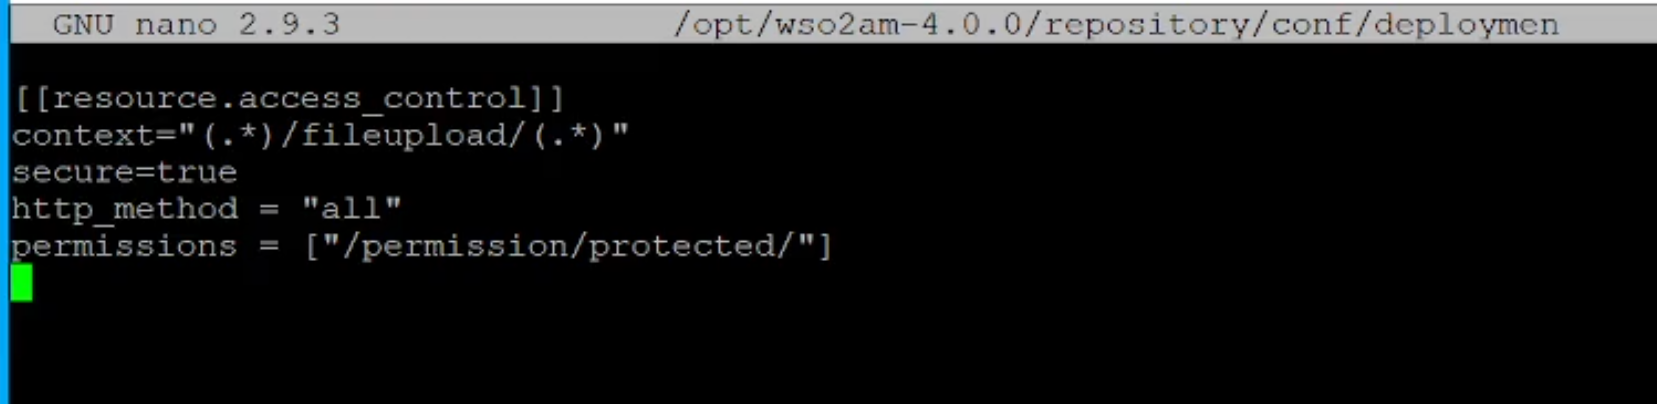 GNU nano 2.9.3 /opt/wso2am-4.0.0/repository/conf/deploymen
[[resource.access_control]]
context="(.*)/fileupload/(.*)"
secure=true
http_method = "all"
permissions = ["/permission/protected/"]